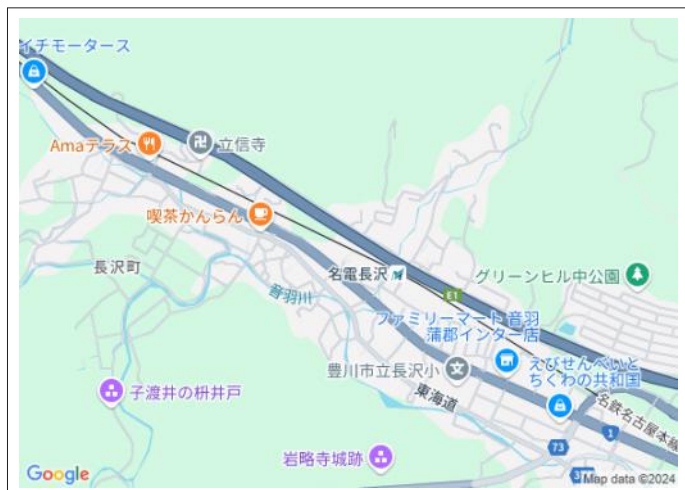 イチモータース
Amaテラス
立信寺
喫茶かんらん
長沢町
音羽川
名電長沢
グリーンヒル中公園
E1
ファミリーマート 音羽
蒲郡インター店
えびせんべいと
ちくわの共和国
豊川市立長沢小
東海道
名鉄名古屋本線
子渡井の枡井戸
岩略寺城跡
1
73
Google
Map data ©2024